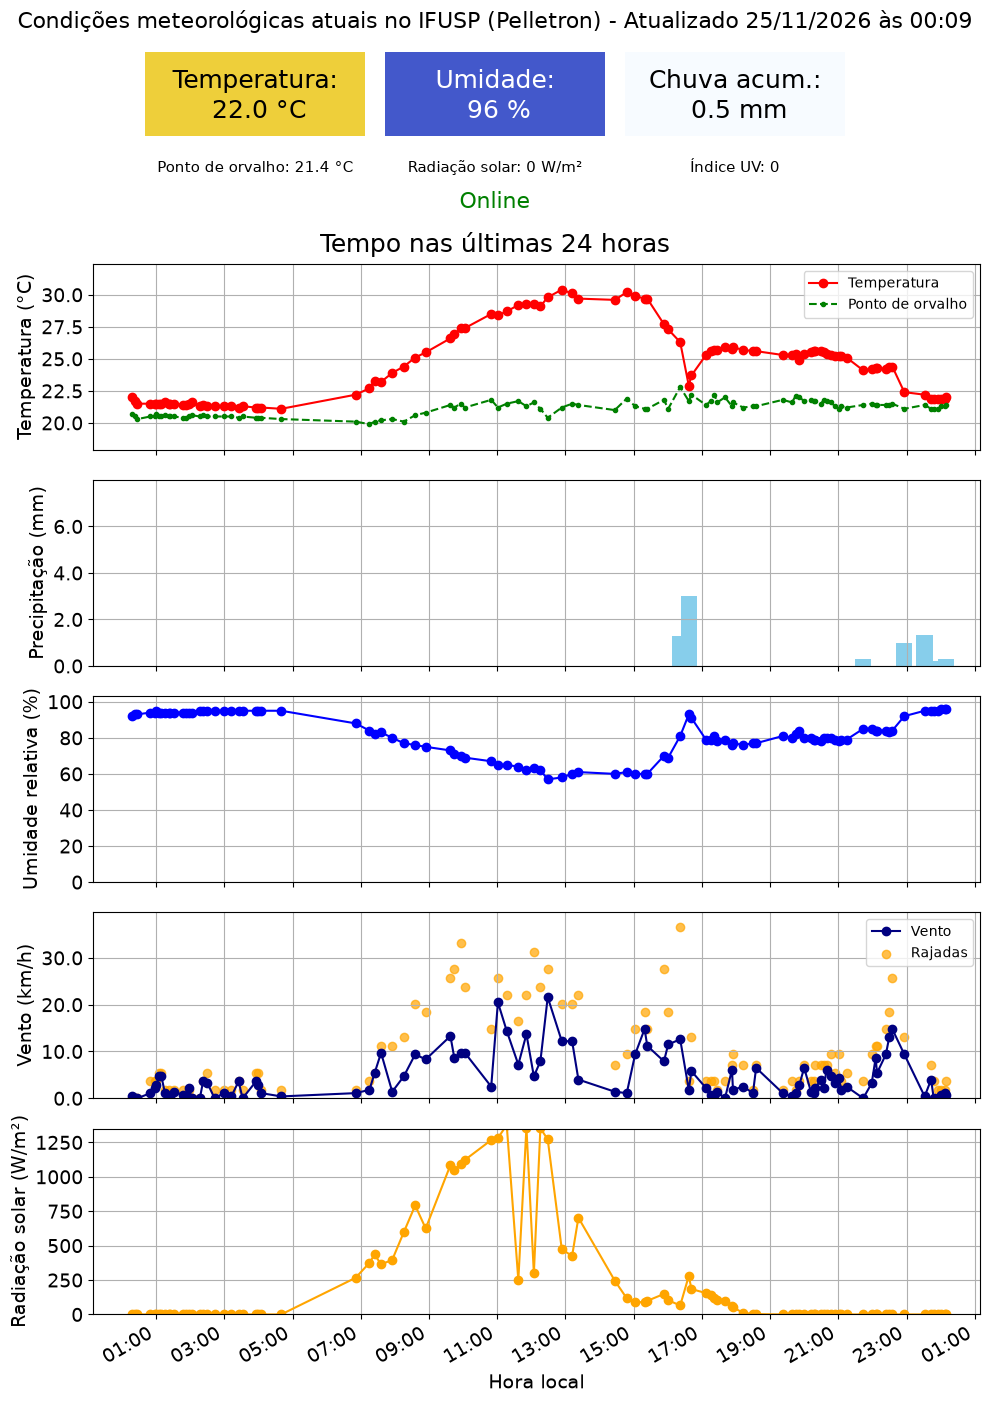 Condições meteorológicas atuais no IFUSP (Pelletron) - Atualizado 25/11/2026 às 00:09
Temperatura:
22.0 °C
Umidade:
96 %
Chuva acum.:
0.5 mm
Ponto de orvalho: 21.4 °C
Radiação solar: 0 W/m²
Índice UV: 0
Online
Tempo nas últimas 24 horas
Temperatura (°C)
30.0
27.5
25.0
22.5
20.0
Temperatura
Ponto de orvalho
Precipitação (mm)
6.0
4.0
2.0
0.0
Umidade relativa (%)
100
80
60
40
20
0
Vento (km/h)
30.0
20.0
10.0
0.0
Vento
Rajadas
Radiação solar (W/m²)
1250
1000
750
500
250
0
01:00
03:00
05:00
07:00
09:00
11:00
13:00
15:00
17:00
19:00
21:00
23:00
01:00
Hora local